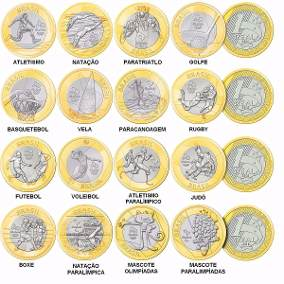 ATLETISMO NATAÇÃO PARATRIATLO GOLFE
BASQUETEBOL VELA PARACANOAGEM RUGBY
FUTEBOL VOLEIBOL ATLETISMO PARALÍMPICO JUDÔ
BOXE NATAÇÃO PARALÍMPICA MASCOTE OLIMPÍADAS MASCOTE PARALIMPÍADAS